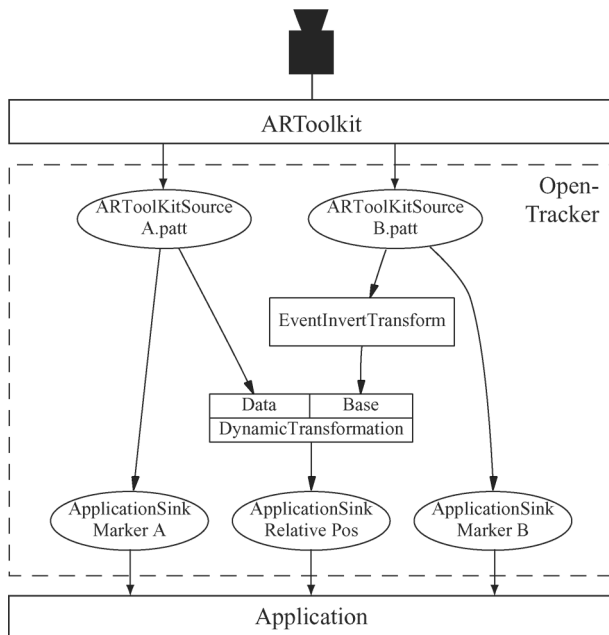 ARToolkit
Open-
Tracker
ARToolKitSource
A.patt
ARToolKitSource
B.patt
EventInvertTransform
Data
Base
DynamicTransformation
ApplicationSink
Marker A
ApplicationSink
Relative Pos
ApplicationSink
Marker B
Application